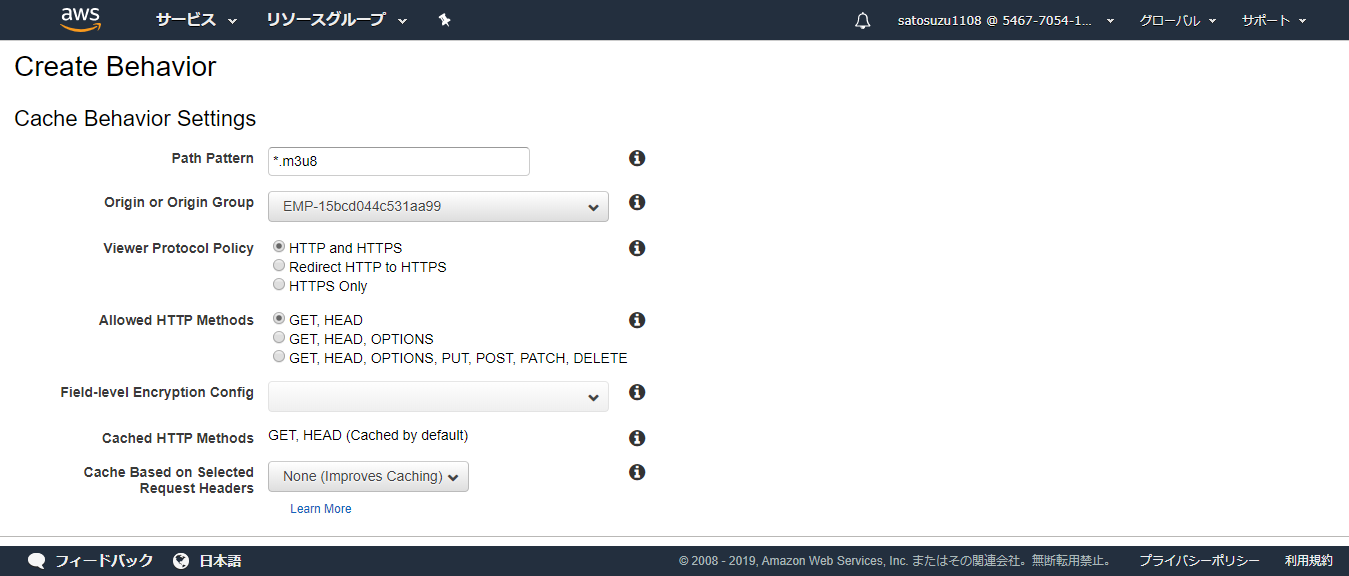 aws サービス リソースグループ satosuzu1108 @ 5467-7054-1... グローバル サポート
Create Behavior
Cache Behavior Settings
Path Pattern *.m3u8
Origin or Origin Group EMP-15bcd044c531aa99
Viewer Protocol Policy HTTP and HTTPS
Redirect HTTP to HTTPS
HTTPS Only
Allowed HTTP Methods GET, HEAD
GET, HEAD, OPTIONS
GET, HEAD, OPTIONS, PUT, POST, PATCH, DELETE
Field-level Encryption Config
Cached HTTP Methods GET, HEAD (Cached by default)
Cache Based on Selected
Request Headers
None (Improves Caching)
Learn More
フィードバック 日本語 © 2008 - 2019, Amazon Web Services, Inc. またはその関連会社。無断転用禁止。 プライバシーポリシー 利用規約